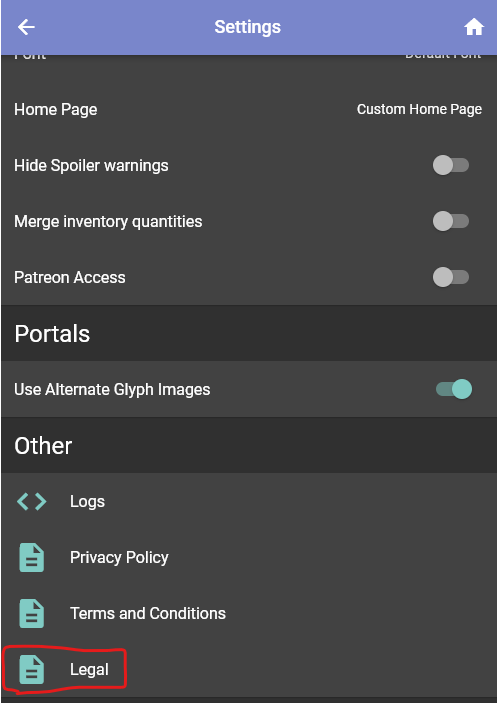 Settings
Font
Default Font
Home Page
Custom Home Page
Hide Spoiler warnings
Merge inventory quantities
Patreon Access
Portals
Use Alternate Glyph Images
Other
Logs
Privacy Policy
Terms and Conditions
Legal